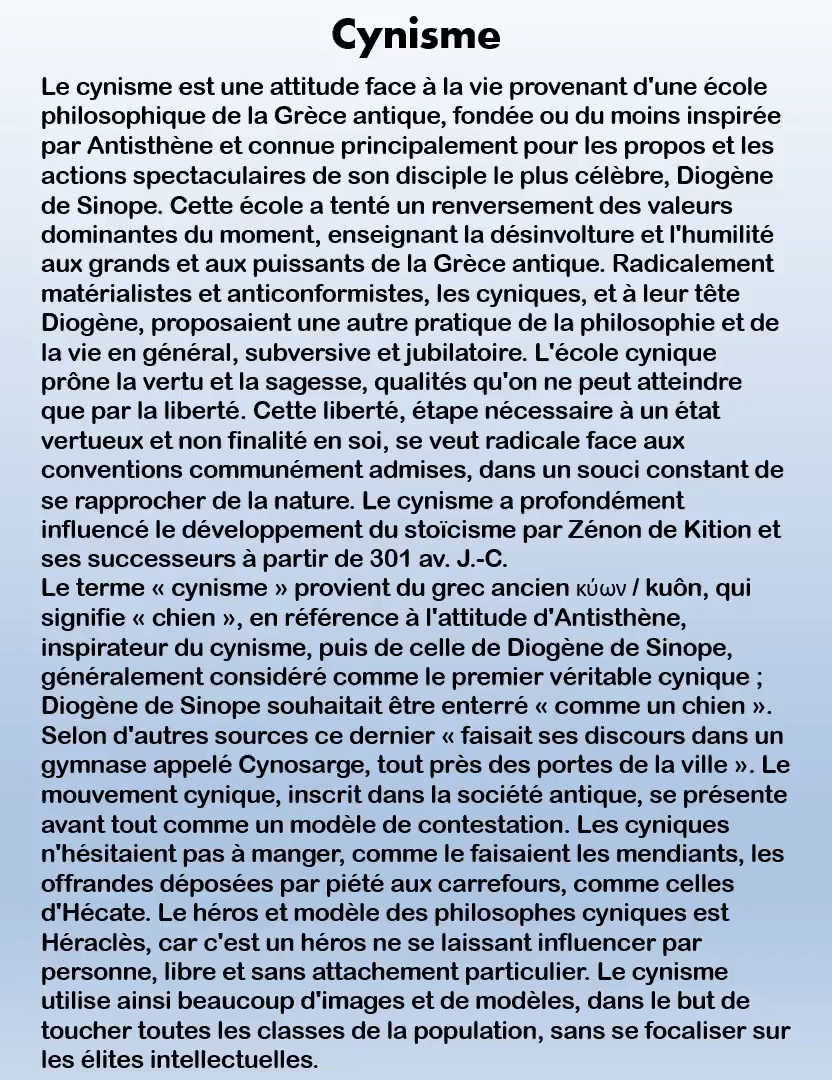 Cynisme
Le cynisme est une attitude face à la vie provenant d'une école
philosophique de la Grèce antique, fondée ou du moins inspirée
par Antisthène et connue principalement pour les propos et les
actions spectaculaires de son disciple le plus célèbre, Diogène
de Sinope. Cette école a tenté un renversement des valeurs
dominantes du moment, enseignant la désinvolture et l'humilité
aux grands et aux puissants de la Grèce antique. Radicalement
matérialistes et anticonformistes, les cyniques, et à leur tête
Diogène, proposaient une autre pratique de la philosophie et de
la vie en général, subversive et jubilatoire. L'école cynique
prône la vertu et la sagesse, qualités qu'on ne peut atteindre
que par la liberté. Cette liberté, étape nécessaire à un état
vertueux et non finalité en soi, se veut radicale face aux
conventions communément admises, dans un souci constant de
se rapprocher de la nature. Le cynisme a profondément
influencé le développement du stoïcisme par Zénon de Kition et
ses successeurs à partir de 301 av. J.-C.
Le terme « cynisme » provient du grec ancien κύων / kuôn, qui
signifie « chien », en référence à l'attitude d'Antisthène,
inspirateur du cynisme, puis de celle de Diogène de Sinope,
généralement considéré comme le premier véritable cynique ;
Diogène de Sinope souhaitait être enterré « comme un chien ».
Selon d'autres sources ce dernier « faisait ses discours dans un
gymnase appelé Cynosarge, tout près des portes de la ville ». Le
mouvement cynique, inscrit dans la société antique, se présente
avant tout comme un modèle de contestation. Les cyniques
n'hésitaient pas à manger, comme le faisaient les mendiants, les
offrandes déposées par piété aux carrefours, comme celles
d'Hécate. Le héros et modèle des philosophes cyniques est
Héraclès, car c'est un héros ne se laissant influencer par
personne, libre et sans attachement particulier. Le cynisme
utilise ainsi beaucoup d'images et de modèles, dans le but de
toucher toutes les classes de la population, sans se focaliser sur
les élites intellectuelles.